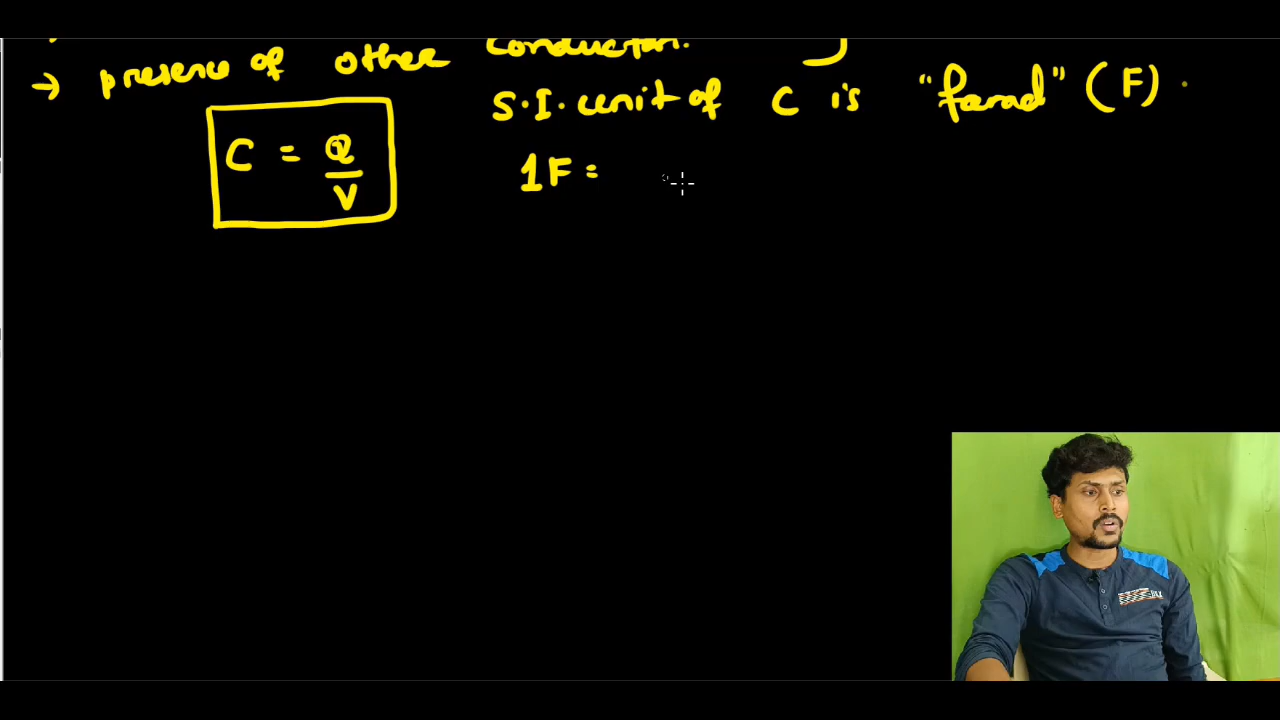 → presence of other conductor.
S.I. unit of C is "farad" (F).
C = Q
V
1F =